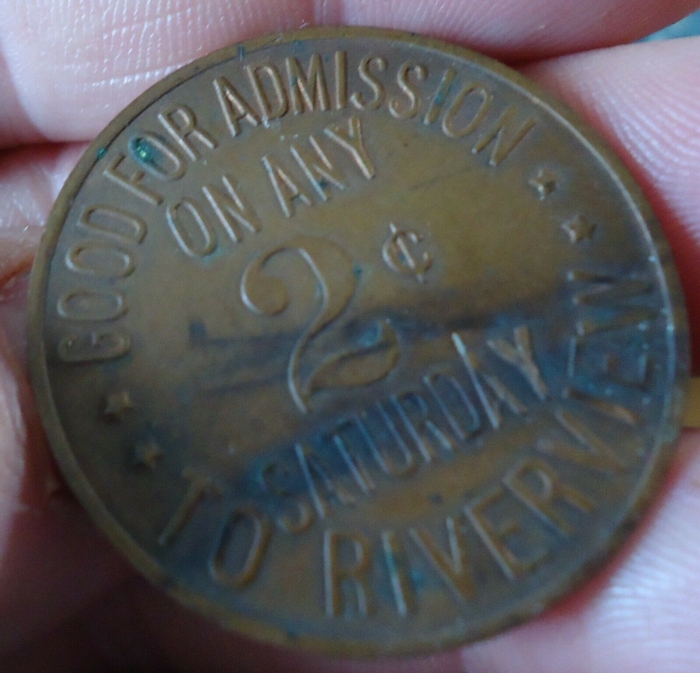 GOOD FOR ADMISSION
ON ANY
2¢
SATURDAY
TO RIVERVIEW